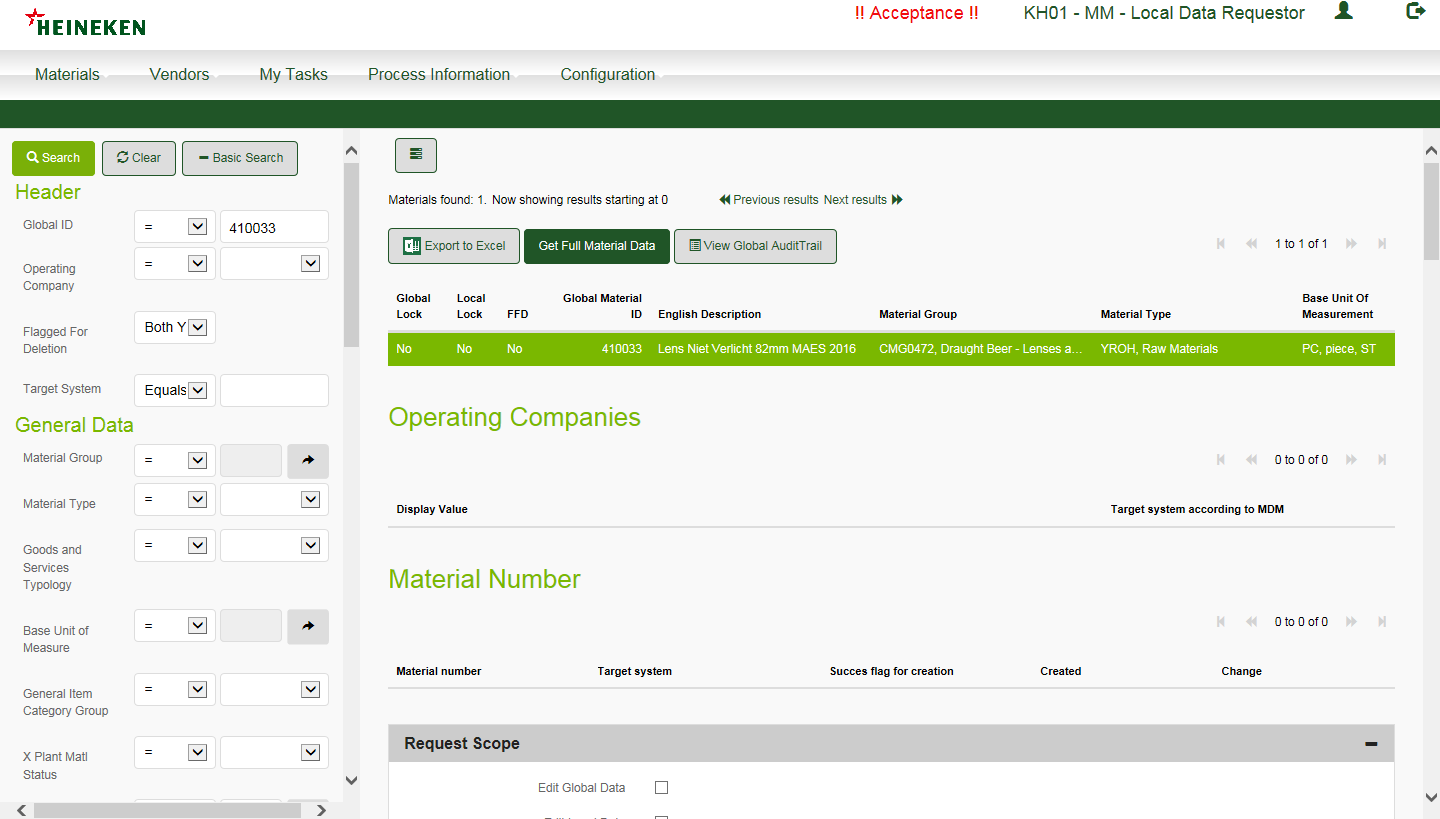 HEINEKEN
!! Acceptance !!
KH01 - MM - Local Data Requestor
Materials
Vendors
My Tasks
Process Information
Configuration
Search
Clear
Basic Search
Header
Global ID
=
410033
Operating
Company
=
Flagged For
Deletion
Both Y
Target System
Equals
General Data
Material Group
=
Material Type
=
Goods and
Services
Typology
=
Base Unit of
Measure
=
General Item
Category Group
=
X Plant Matl
Status
=
Materials found: 1. Now showing results starting at 0
Previous results Next results
Export to Excel
Get Full Material Data
View Global AuditTrail
1 to 1 of 1
Global
Lock
Local
Lock
FFD
Global Material
ID
English Description
Material Group
Material Type
Base Unit Of
Measurement
No No No 410033 Lens Niet Verlicht 82mm MAES 2016 CMG0472, Draught Beer - Lenses a... YROH, Raw Materials PC, piece, ST
Operating Companies
0 to 0 of 0
Display Value Target system according to MDM
Material Number
0 to 0 of 0
Material number Target system Succes flag for creation Created Change
Request Scope
Edit Global Data